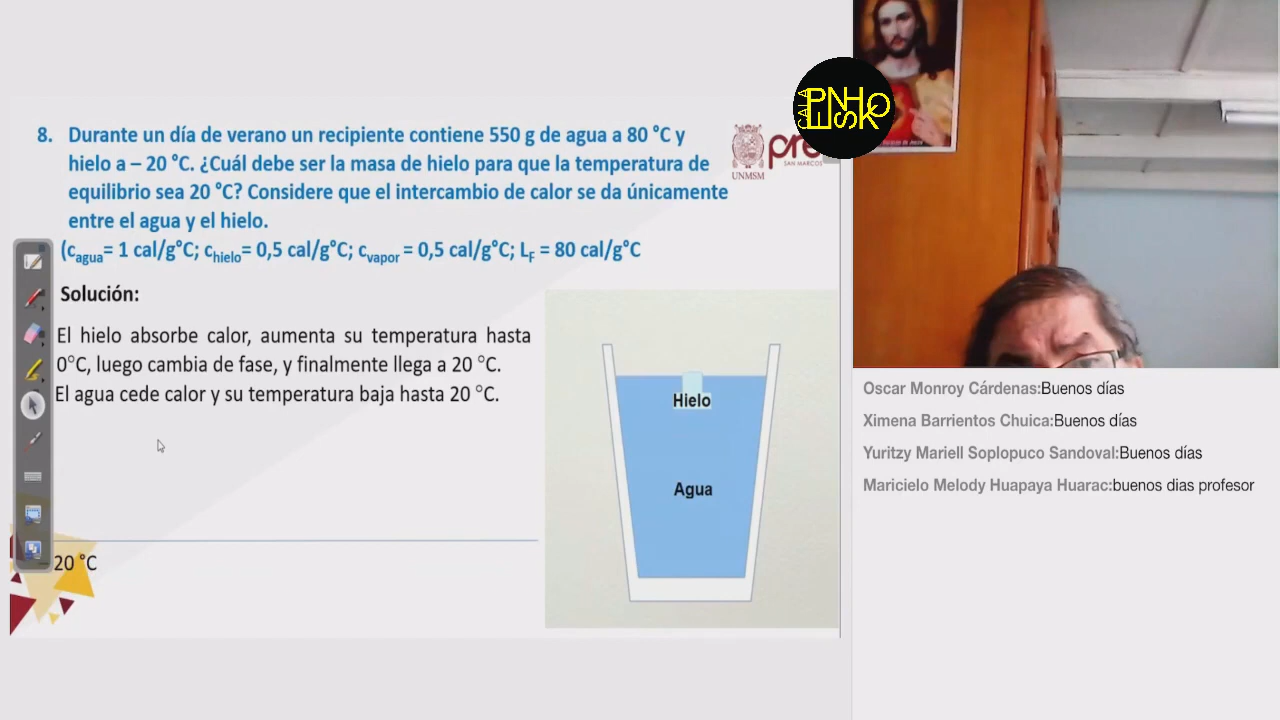 8. Durante un día de verano un recipiente contiene 550 g de agua a 80 °C y
hielo a – 20 °C. ¿Cuál debe ser la masa de hielo para que la temperatura de
equilibrio sea 20 °C? Considere que el intercambio de calor se da únicamente
entre el agua y el hielo.
(cagua= 1 cal/g°C; chielo= 0,5 cal/g°C; cvapor = 0,5 cal/g°C; LF = 80 cal/g°C
UNMSM
pre
SAN MARCOS
Solución:
El hielo absorbe calor, aumenta su temperatura hasta
0°C, luego cambia de fase, y finalmente llega a 20 °C.
El agua cede calor y su temperatura baja hasta 20 °C.
Hielo
Agua
– 20 °C
Oscar Monroy Cárdenas:Buenos días
Ximena Barrientos Chuica:Buenos días
Yuritzy Mariell Soplopuco Sandoval:Buenos días
Maricielo Melody Huapaya Huarac:buenos dias profesor